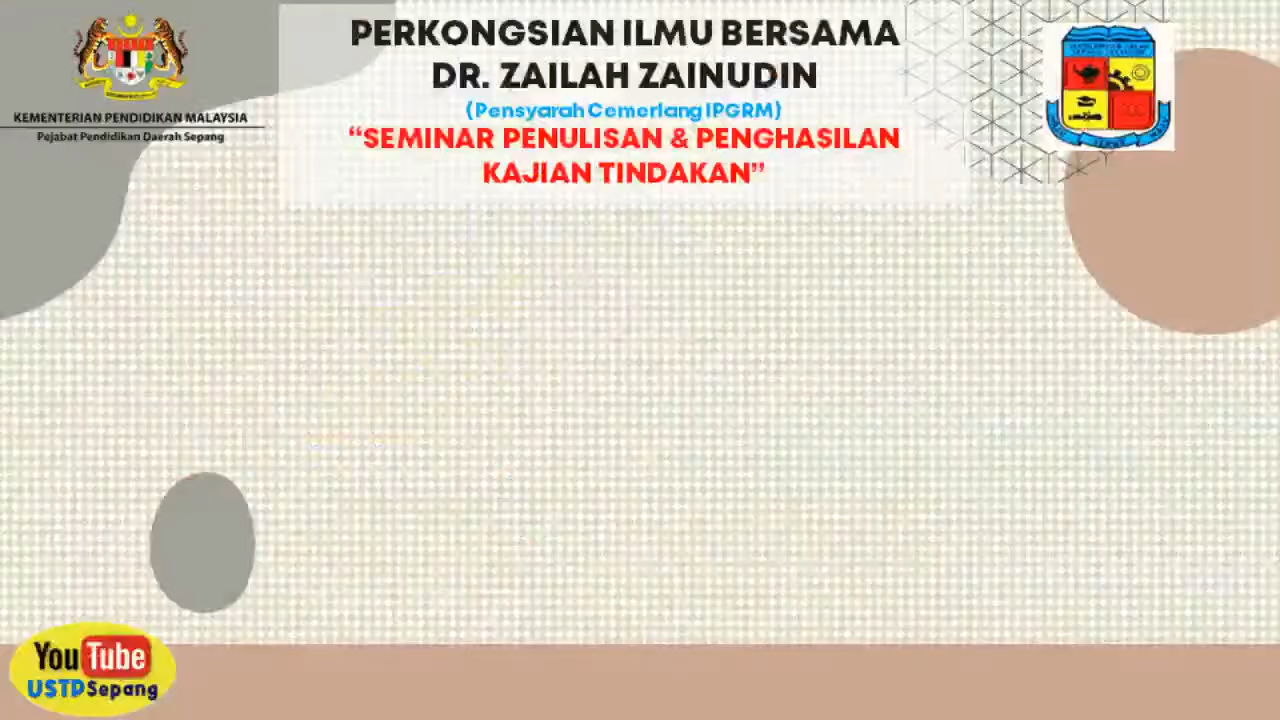 KEMENTERIAN PENDIDIKAN MALAYSIA
Pejabat Pendidikan Daerah Sepang
PERKONGSIAN ILMU BERSAMA
DR. ZAILAH ZAINUDIN
(Pensyarah Cemerlang IPGRM)
“SEMINAR PENULISAN & PENGHASILAN
KAJIAN TINDAKAN”
YouTube
USTPSepang